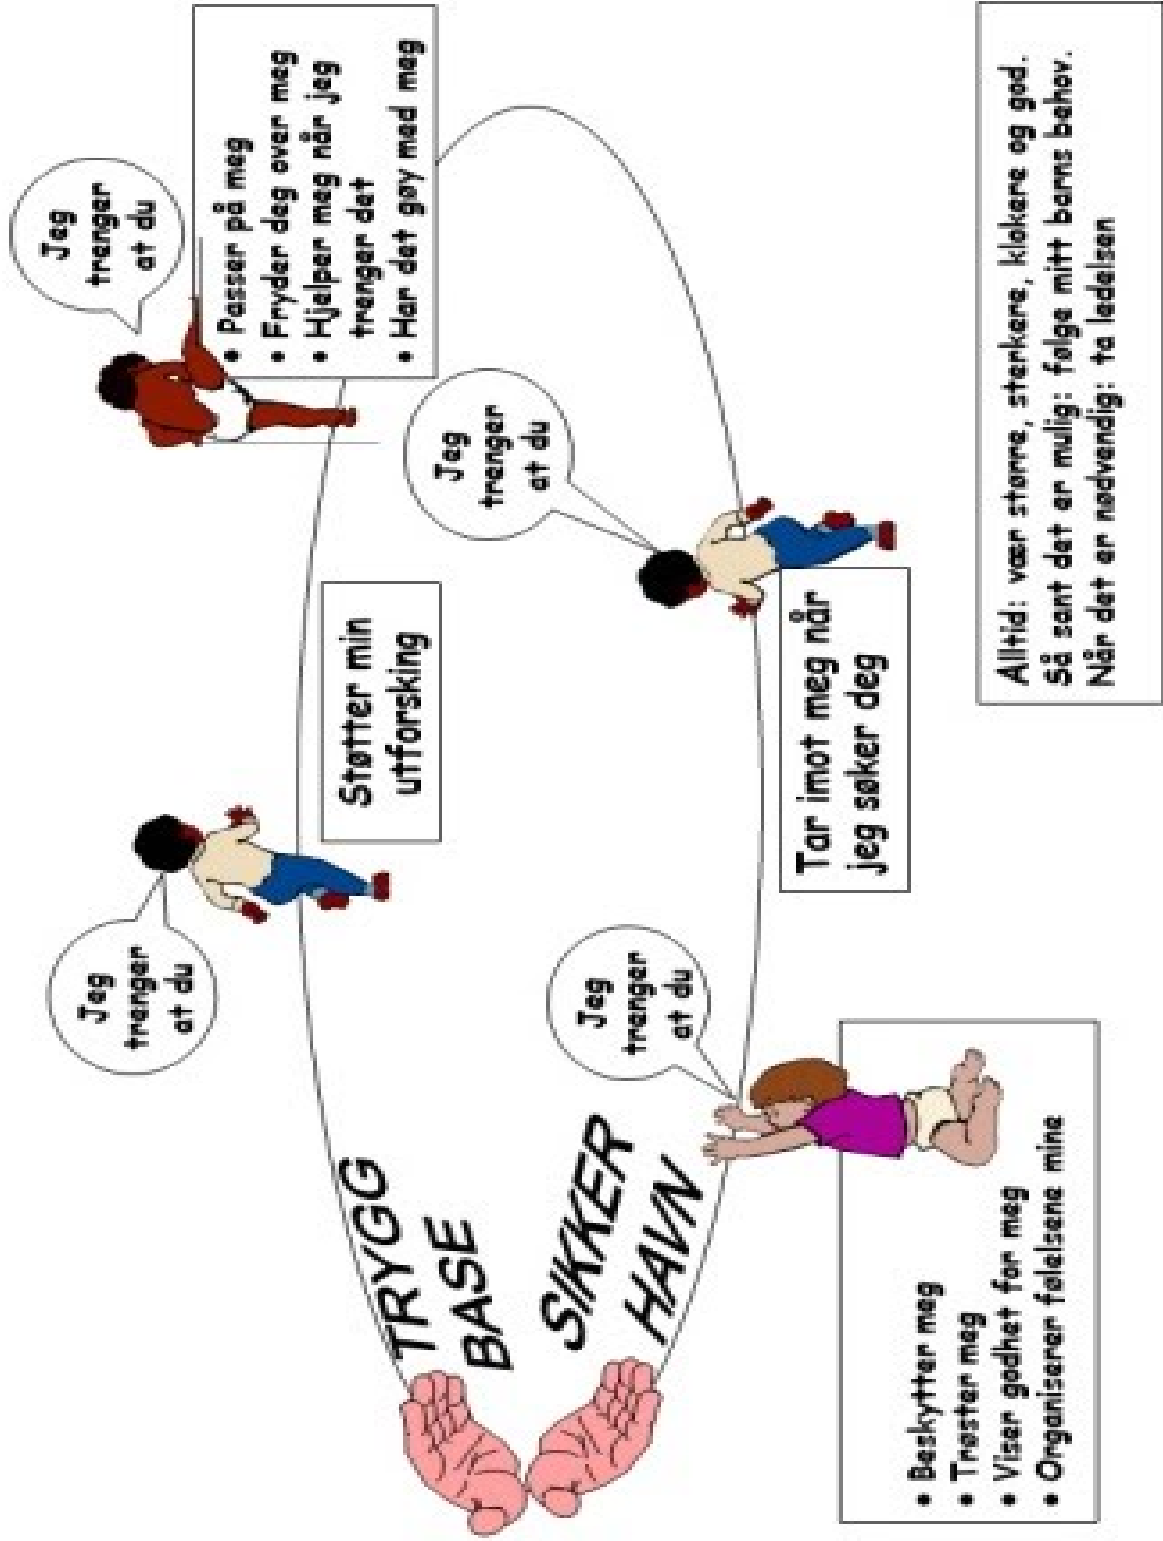 Jeg
trenger
at du
Jeg
trenger
at du
• Passer på meg
• Fryder deg over meg
• Hjelper meg når jeg
trenger det
• Har det gøy med meg
Støtter min
utforsking
TRYGG
BASE
SIKKER
HAVN
Jeg
trenger
at du
Jeg
trenger
at du
Tar imot meg når
jeg søker deg
• Beskytter meg
• Trøster meg
• Viser godhet for meg
• Organiserer følelsene mine
Alltid: vær større, sterkere, klokere og god.
Så sant det er mulig: følge mitt barns behov.
Når det er nødvendig: ta ledelsen